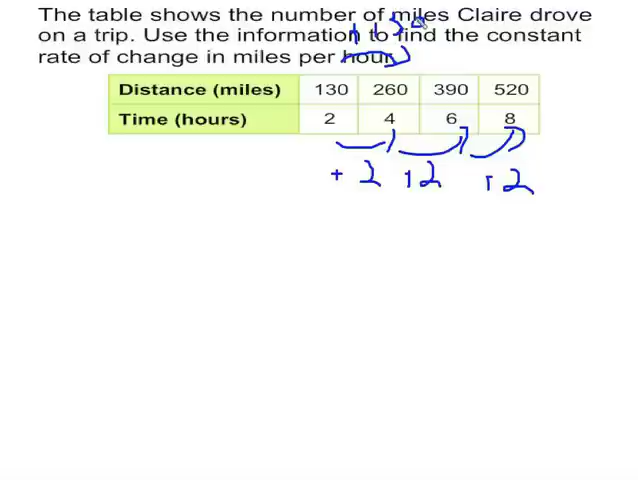 The table shows the number of miles Claire drove
on a trip. Use the information to find the constant
rate of change in miles per hour.
Distance (miles) 130 260 390 520
Time (hours) 2 4 6 8
+ 2 +2 +2